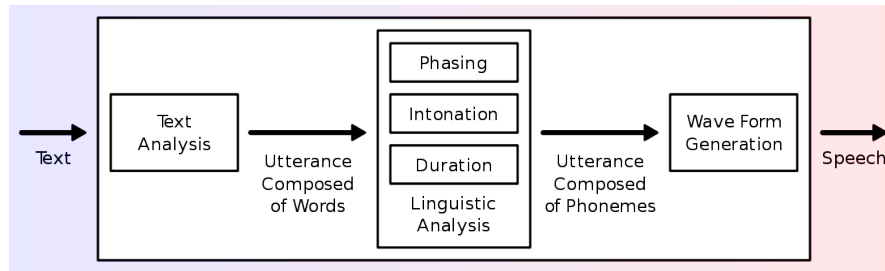 Text
Text
Analysis
Utterance
Composed
of Words
Phasing
Intonation
Duration
Linguistic
Analysis
Utterance
Composed
of Phonemes
Wave Form
Generation
Speech